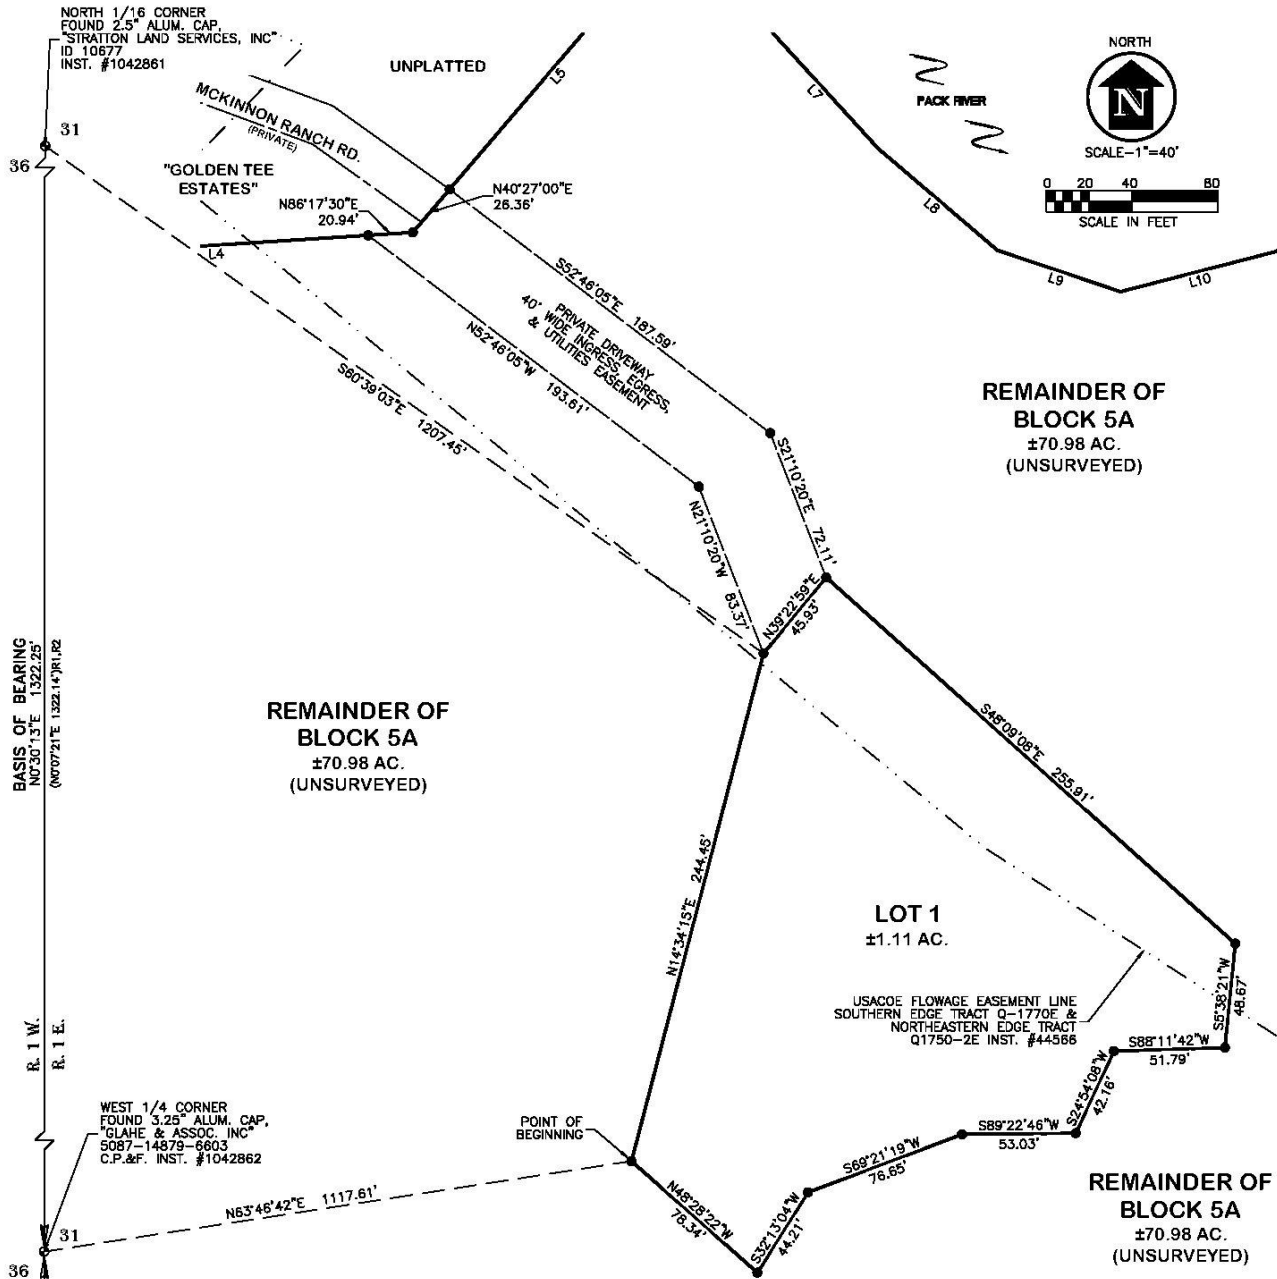 NORTH 1/16 CORNER
FOUND 2.5" ALUM. CAP,
"STRATTON LAND SERVICES, INC"
ID 10677
INST. #1042861
31
36
MCKINNON RANCH RD.
(PRIVATE)
UNPLATTED
L5
L7
PACK RIVER
NORTH
N
SCALE-1"=40'
0 20 40 80
SCALE IN FEET
L8
L9
L10
"GOLDEN TEE
ESTATES"
N86°17'30"E
20.94'
N40°27'00"E
26.36'
L4
S52°46'05"E 187.59'
PRIVATE DRIVEWAY
40' WIDE INGRESS, EGRESS,
& UTILITIES EASEMENT
N52°46'05"W 193.61'
S60°39'03"E 1207.45'
REMAINDER OF
BLOCK 5A
±70.98 AC.
(UNSURVEYED)
S21°10'20"E 72.11'
N21°10'20"W 83.37'
N39°22'59"E
45.93'
BASIS OF BEARING
N0°30'13"E 1322.25'
(N0°07'21"E 1322.14')R1,R2
REMAINDER OF
BLOCK 5A
±70.98 AC.
(UNSURVEYED)
S48°09'08"E 255.91'
N14°34'15"E 244.45'
LOT 1
±1.11 AC.
USACOE FLOWAGE EASEMENT LINE
SOUTHERN EDGE TRACT Q-1770E &
NORTHEASTERN EDGE TRACT
Q1750-2E INST. #44566
S5°38'21"W
48.67'
S88°11'42"W
51.79'
S24°54'08"W
42.16'
S89°22'46"W
53.03'
S69°21'19"W
76.65'
S32°13'04"W
44.21'
N48°28'22"W
78.34'
POINT OF
BEGINNING
R. 1 W.
R. 1 E.
WEST 1/4 CORNER
FOUND 3.25" ALUM. CAP,
"GLAHE & ASSOC. INC"
5087-14879-6603
C.P.&F. INST. #1042862
N63°46'42"E 1117.61'
31
36
REMAINDER OF
BLOCK 5A
±70.98 AC.
(UNSURVEYED)